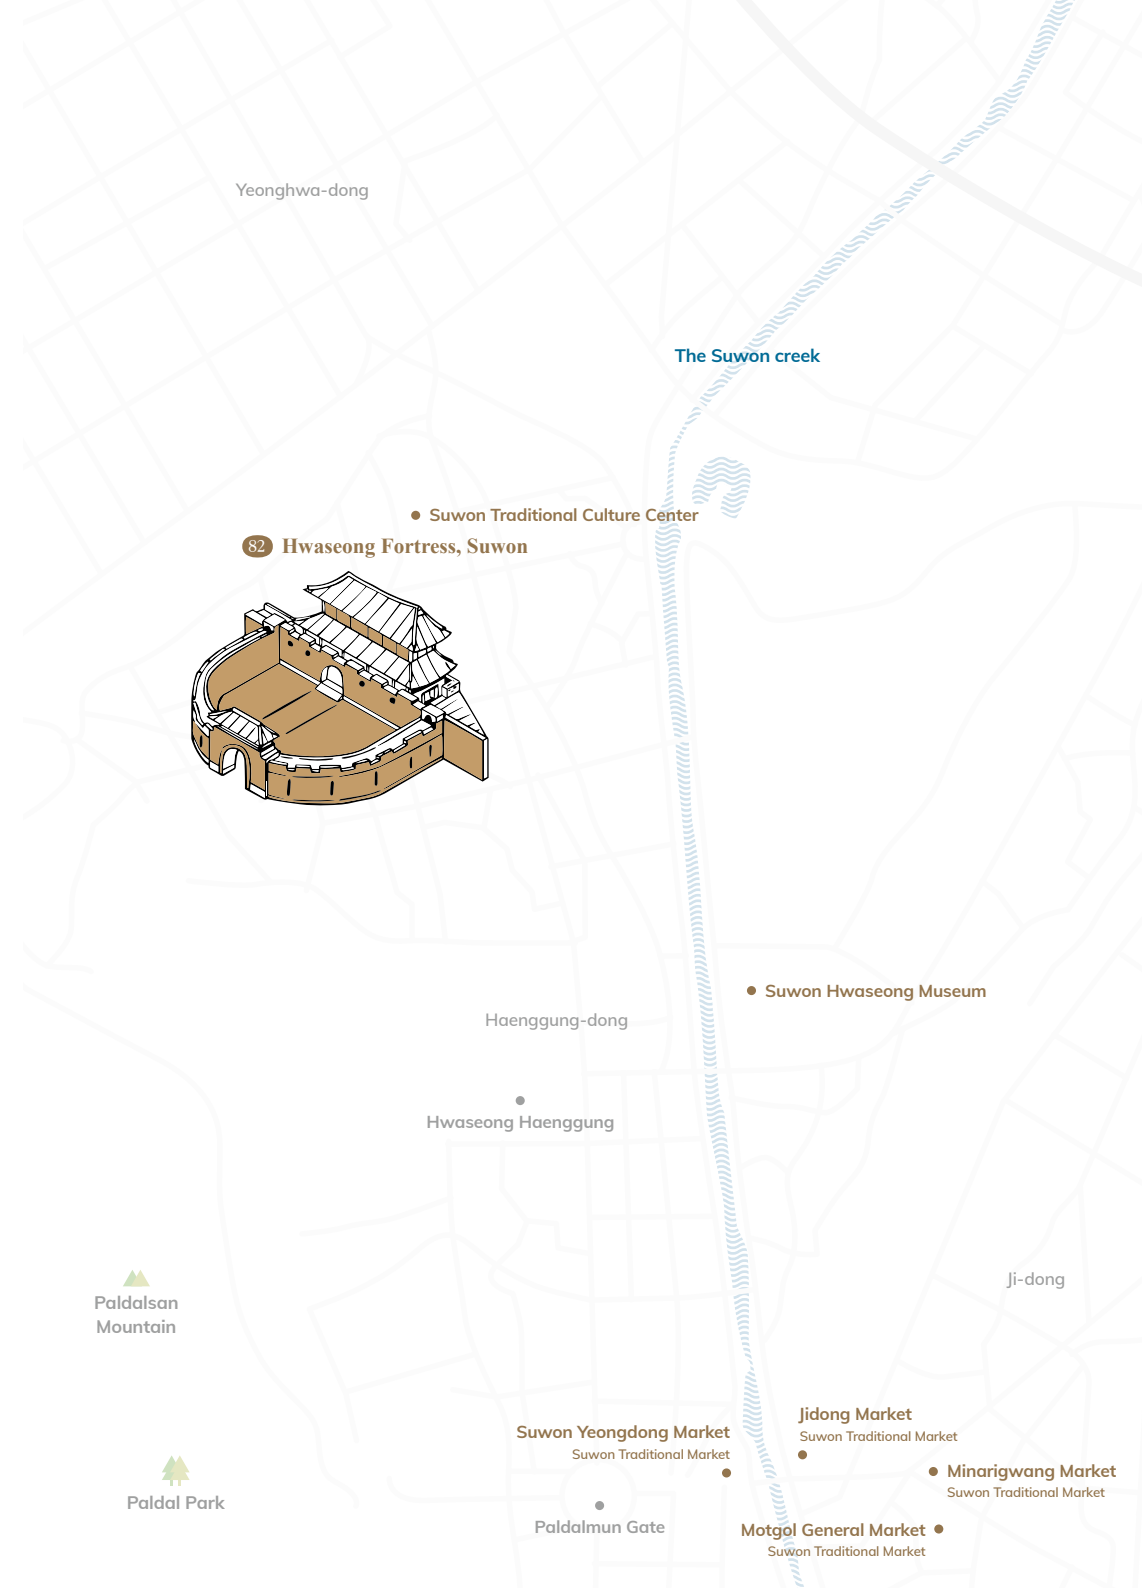 Yeonghwa-dong
The Suwon creek
Suwon Traditional Culture Center
82 Hwaseong Fortress, Suwon
Suwon Hwaseong Museum
Haenggung-dong
Hwaseong Haenggung
Ji-dong
Paldalsan
Mountain
Jidong Market
Suwon Traditional Market
Suwon Yeongdong Market
Suwon Traditional Market
Minarigwang Market
Suwon Traditional Market
Paldal Park
Paldalmun Gate
Motgol General Market
Suwon Traditional Market